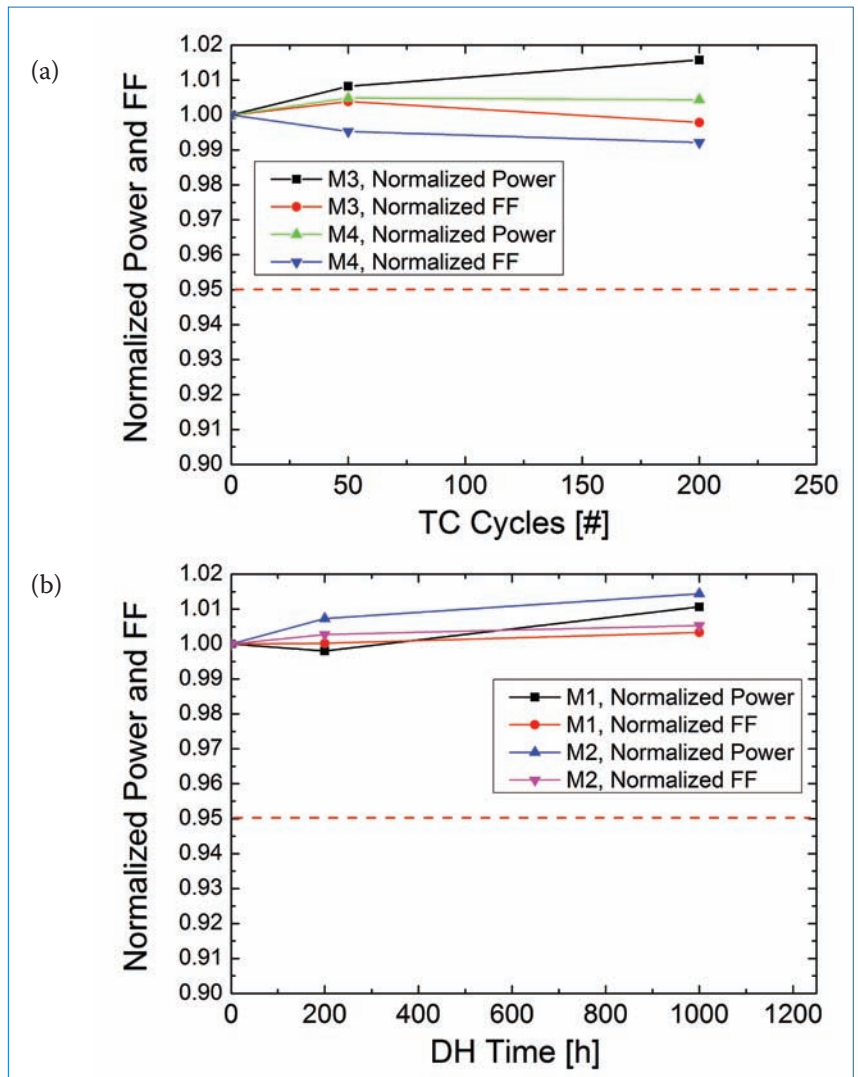 (a)
Normalized Power and FF
1.02
1.01
1.00
0.99
0.98
0.97
0.96
0.95
0.94
0.93
0.92
0.91
0.90
M3, Normalized Power
M3, Normalized FF
M4, Normalized Power
M4, Normalized FF
0 50 100 150 200 250
TC Cycles [#]
(b)
Normalized Power and FF
1.02
1.01
1.00
0.99
0.98
0.97
0.96
0.95
0.94
0.93
0.92
0.91
0.90
M1, Normalized Power
M1, Normalized FF
M2, Normalized Power
M2, Normalized FF
0 200 400 600 800 1000 1200
DH Time [h]